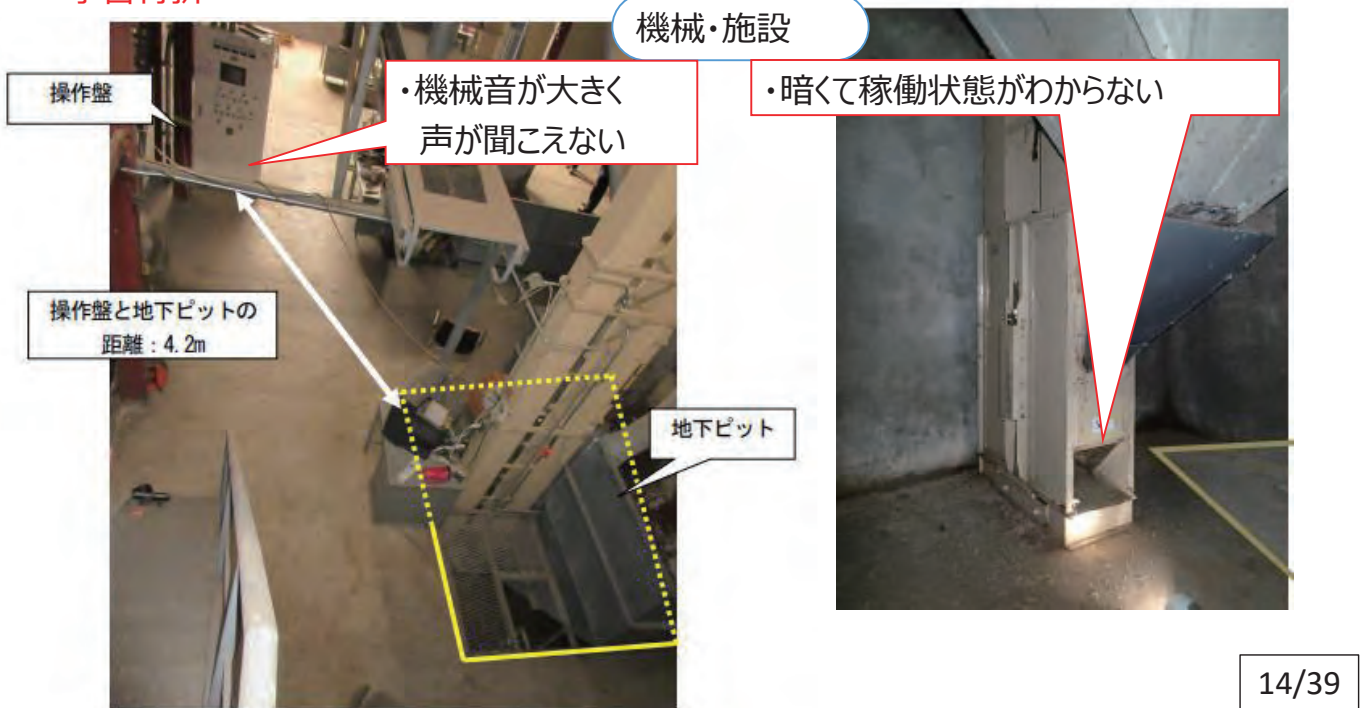 機械・施設
操作盤
・機械音が大きく
声が聞こえない
・暗くて稼働状態がわからない
操作盤と地下ピットの
距離：4.2m
地下ピット
14/39